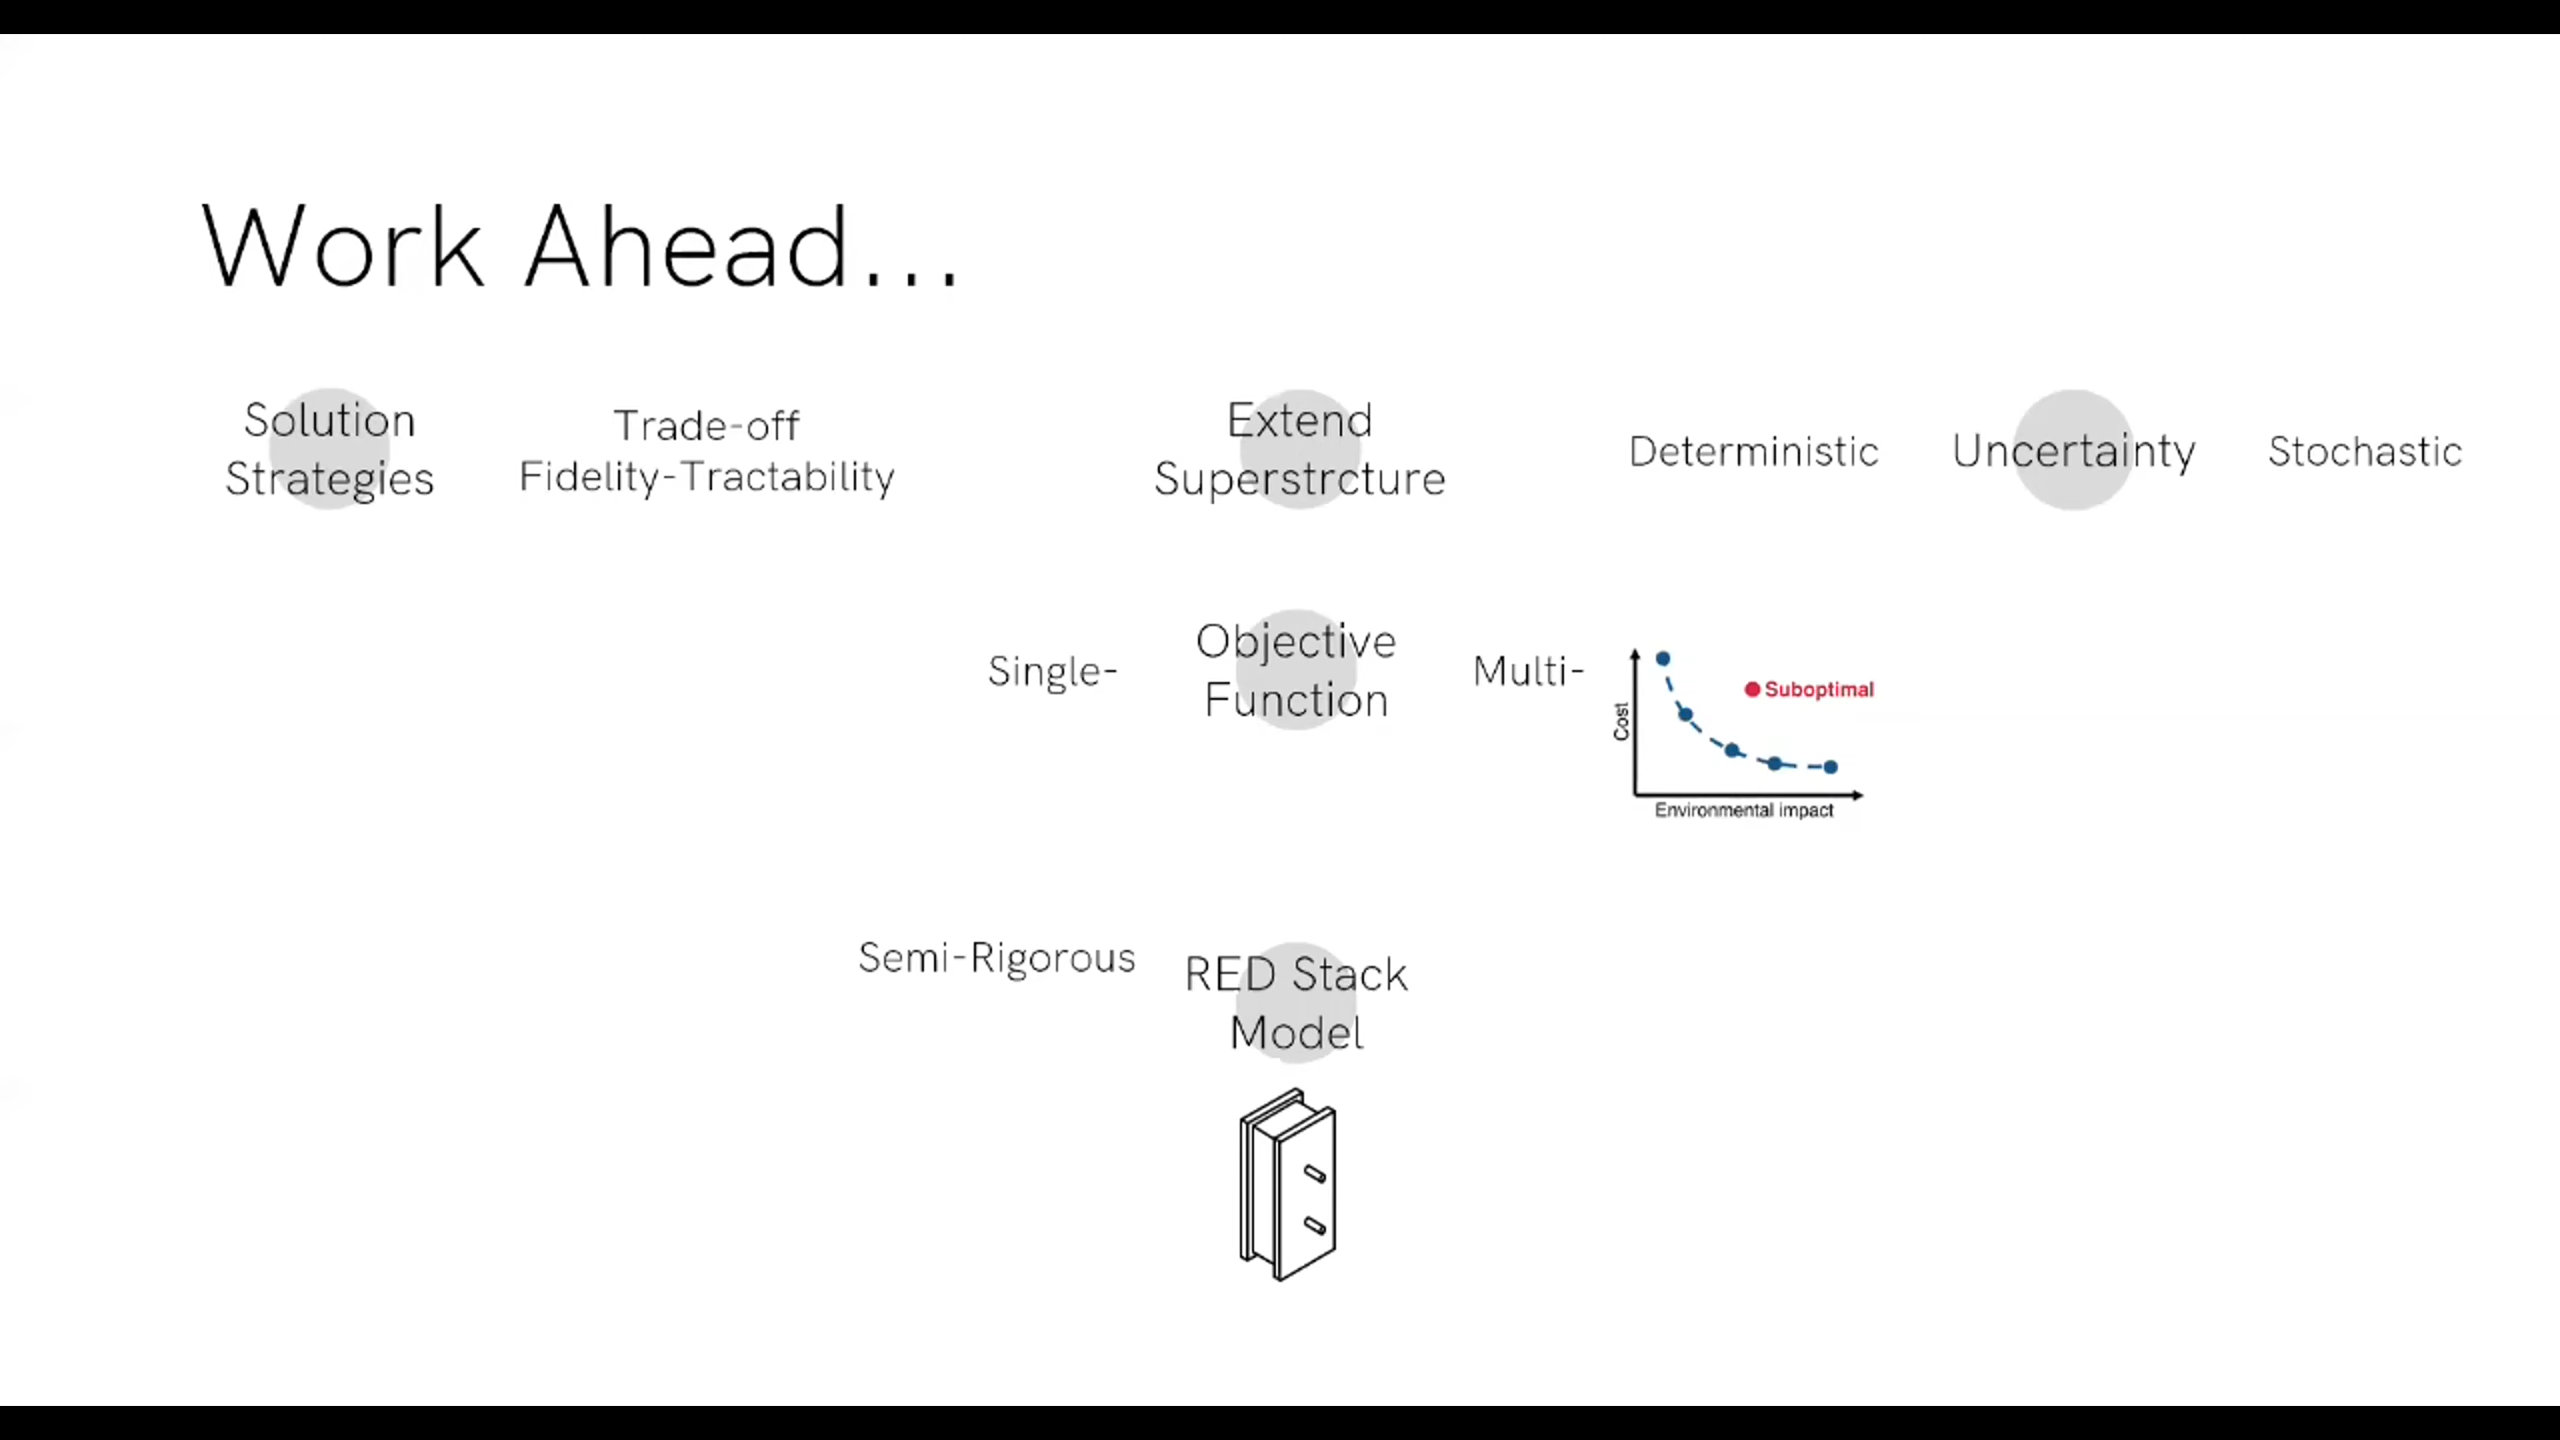 Work Ahead...
Solution
Strategies
Trade-off
Fidelity-Tractability
Extend
Superstrcture
Deterministic
Uncertainty
Stochastic
Single-
Objective
Function
Multi-
Cost
Suboptimal
Environmental impact
Semi-Rigorous
RED Stack
Model